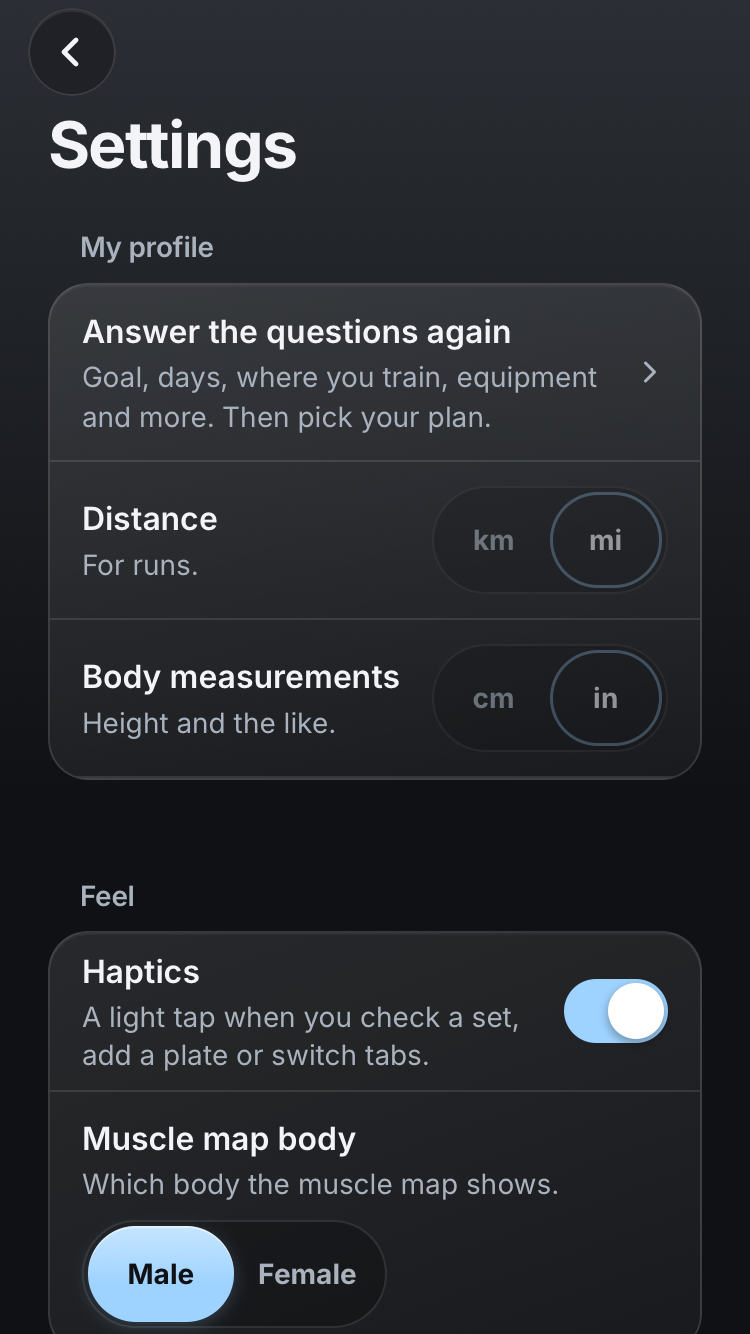 Settings
My profile
Answer the questions again
Goal, days, where you train, equipment
and more. Then pick your plan.
Distance
For runs.
km
mi
Body measurements
Height and the like.
cm
in
Feel
Haptics
A light tap when you check a set,
add a plate or switch tabs.
Muscle map body
Which body the muscle map shows.
Male
Female